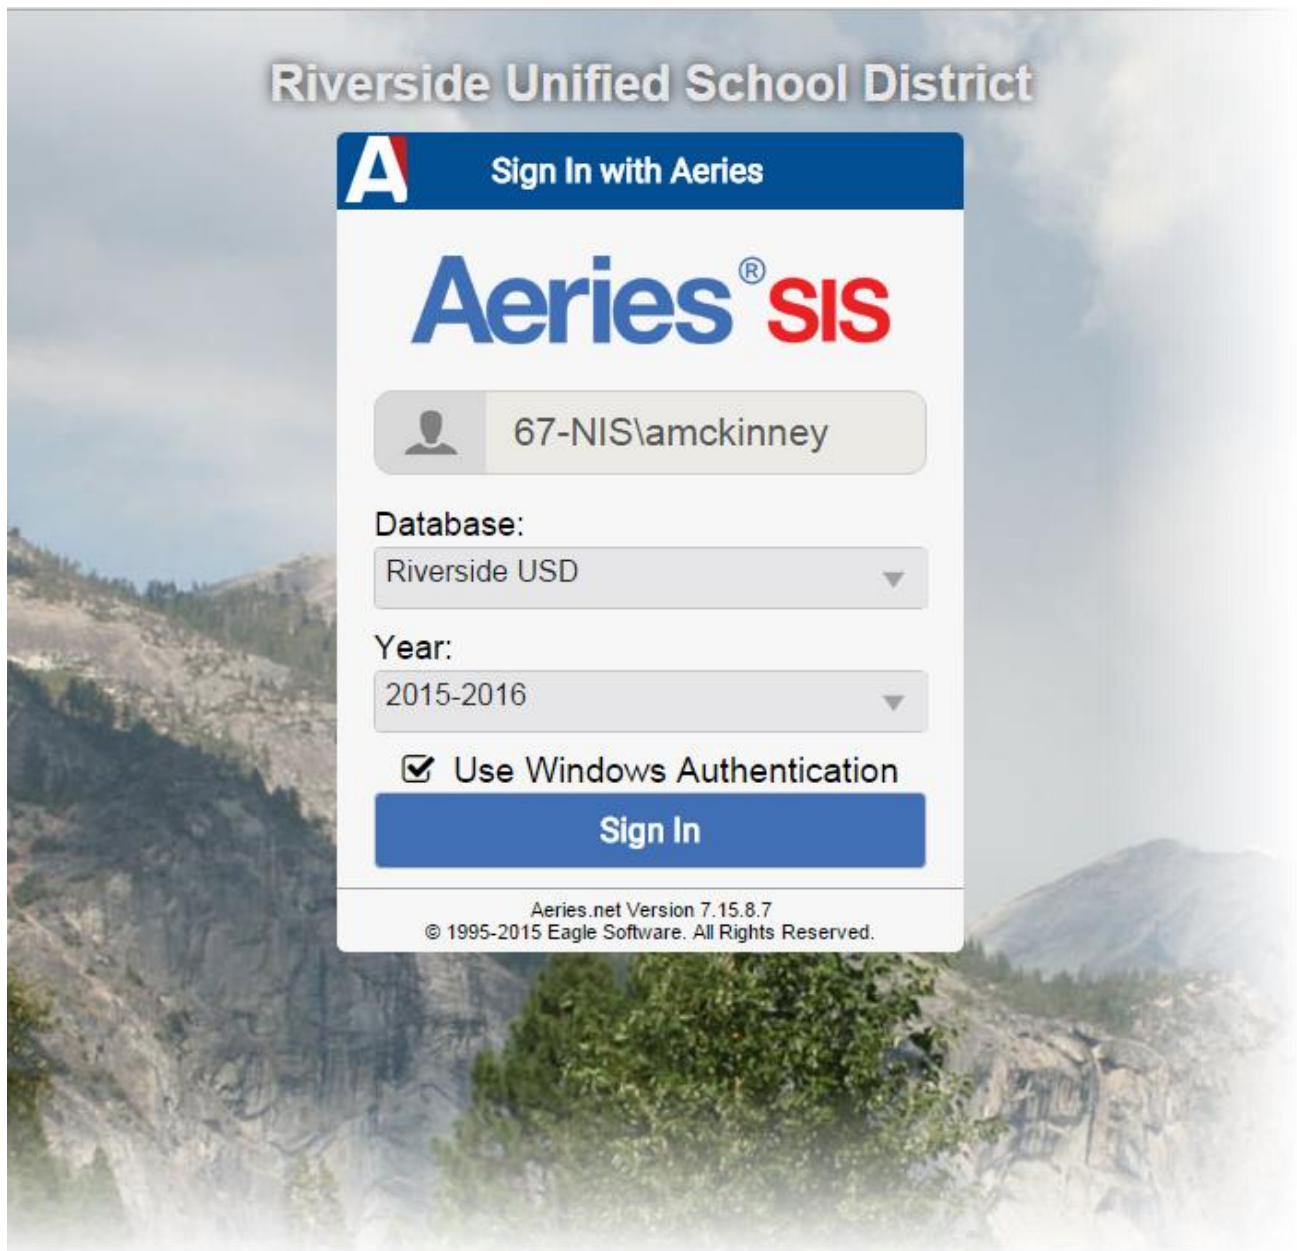 Riverside Unified School District
A Sign In with Aeries
Aeries® SIS
67-NIS\amckinney
Database:
Riverside USD
Year:
2015-2016
Use Windows Authentication
Sign In
Aeries.net Version 7.15.8.7
© 1995-2015 Eagle Software. All Rights Reserved.